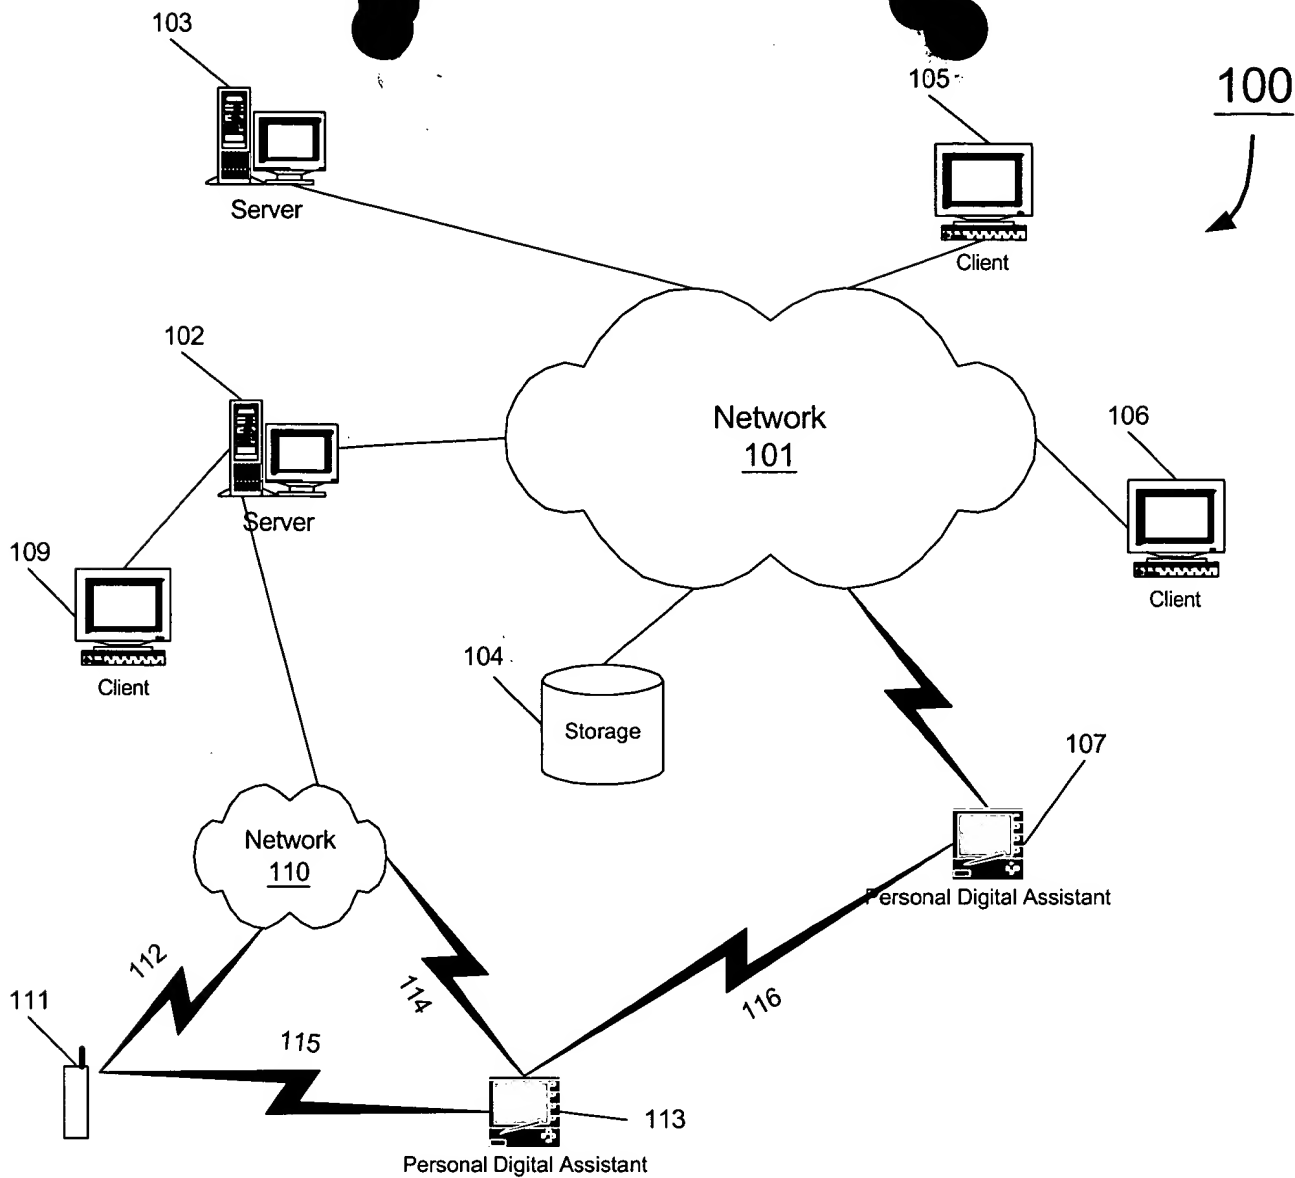 103
105
100
Server
Client
102
Network
101
106
Server
109
Client
Client
104
Storage
107
Network
110
Personal Digital Assistant
112
114
116
111
115
113
Personal Digital Assistant